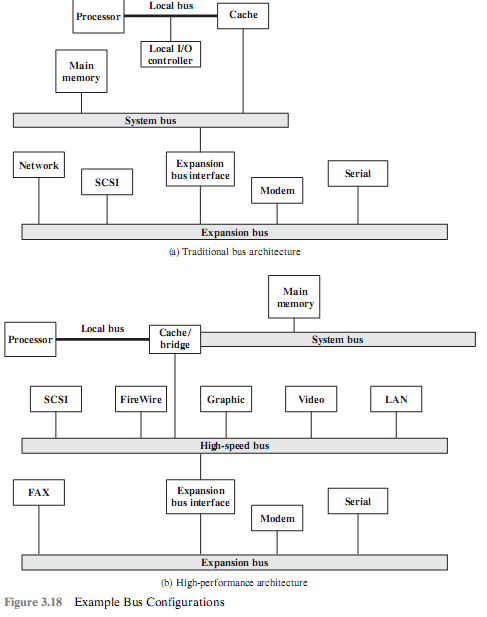 Local bus
Processor
Cache
Local I/O
controller
Main
memory
System bus
Network
SCSI
Expansion
bus interface
Modem
Serial
Expansion bus
(a) Traditional bus architecture
Main
memory
Processor
Local bus
Cache/
bridge
System bus
SCSI
FireWire
Graphic
Video
LAN
High-speed bus
FAX
Expansion
bus interface
Modem
Serial
Expansion bus
(b) High-performance architecture
Figure 3.18 Example Bus Configurations